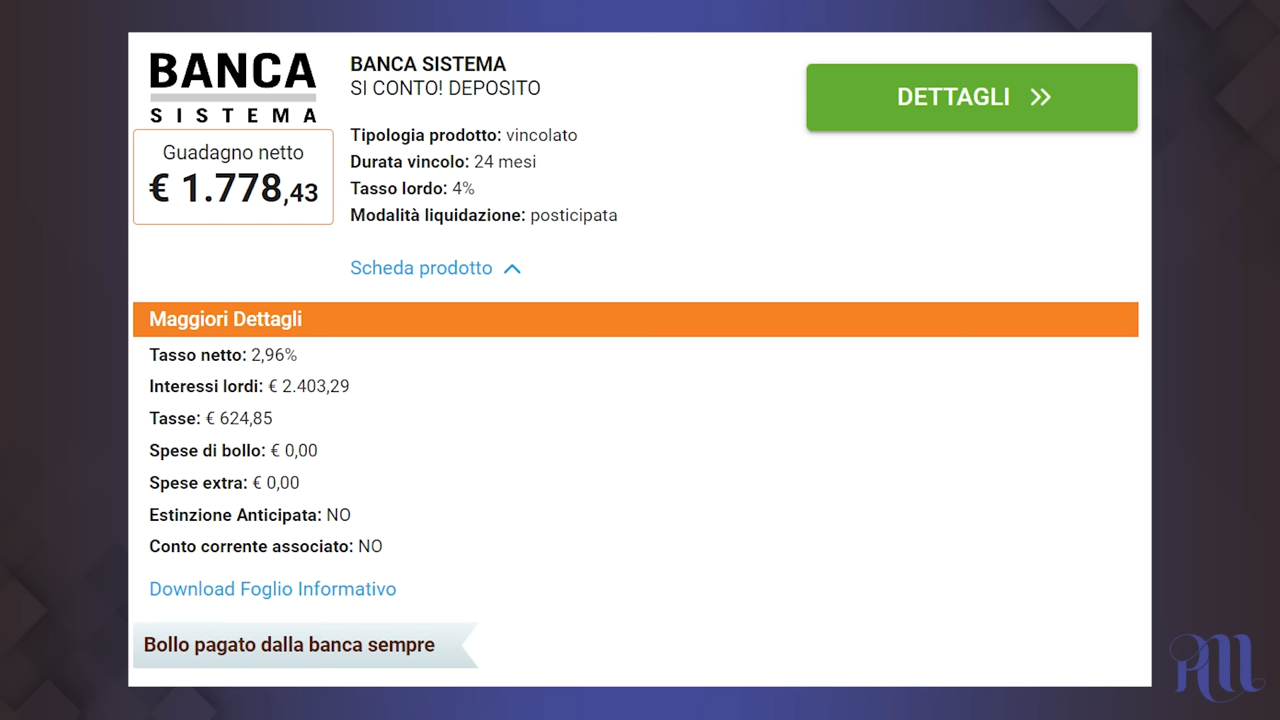 BANCA
SISTEMA
Guadagno netto
€ 1.778,43
BANCA SISTEMA
SI CONTO! DEPOSITO
Tipologia prodotto: vincolato
Durata vincolo: 24 mesi
Tasso lordo: 4%
Modalità liquidazione: posticipata
Scheda prodotto
DETTAGLI
Maggiori Dettagli
Tasso netto: 2,96%
Interessi lordi: € 2.403,29
Tasse: € 624,85
Spese di bollo: € 0,00
Spese extra: € 0,00
Estinzione Anticipata: NO
Conto corrente associato: NO
Download Foglio Informativo
Bollo pagato dalla banca sempre